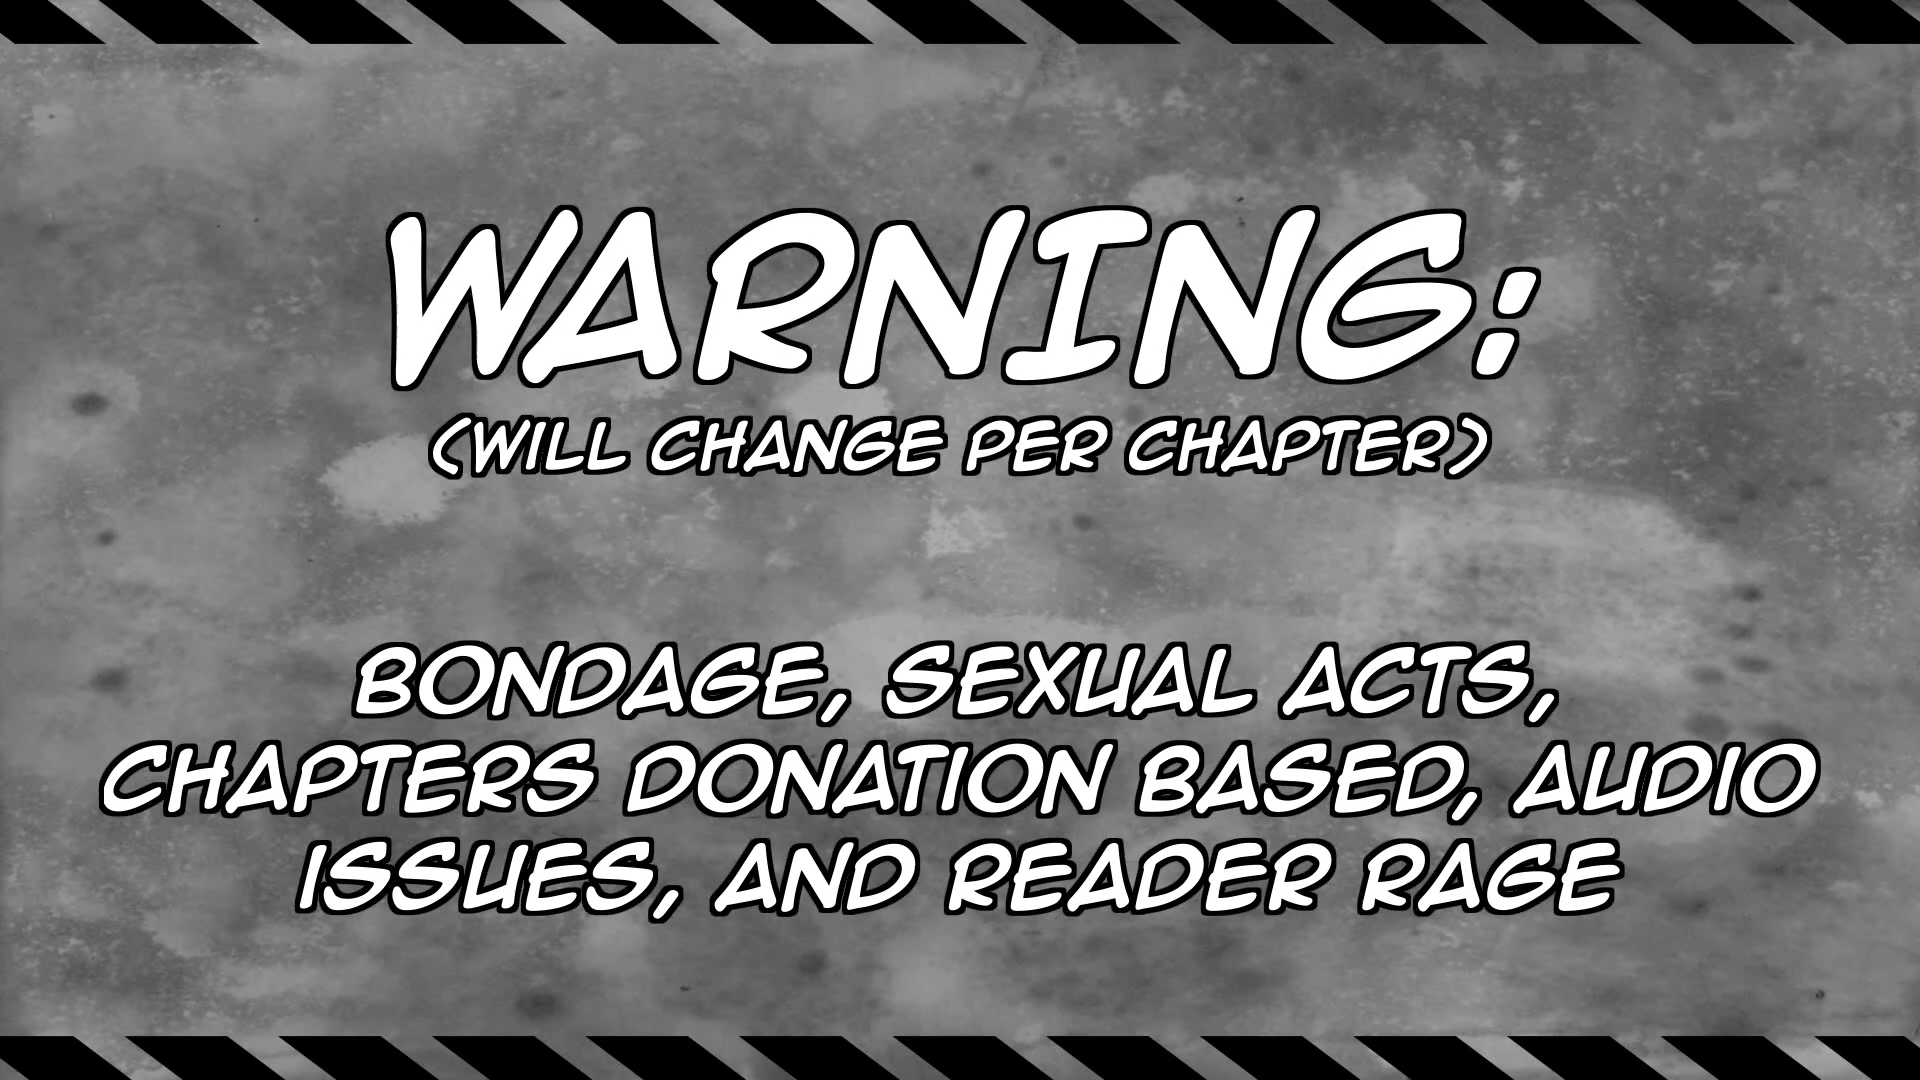 WARNING:
(WILL CHANGE PER CHAPTER)
BONDAGE, SEXUAL ACTS,
CHAPTERS DONATION BASED, AUDIO
ISSUES, AND READER RAGE